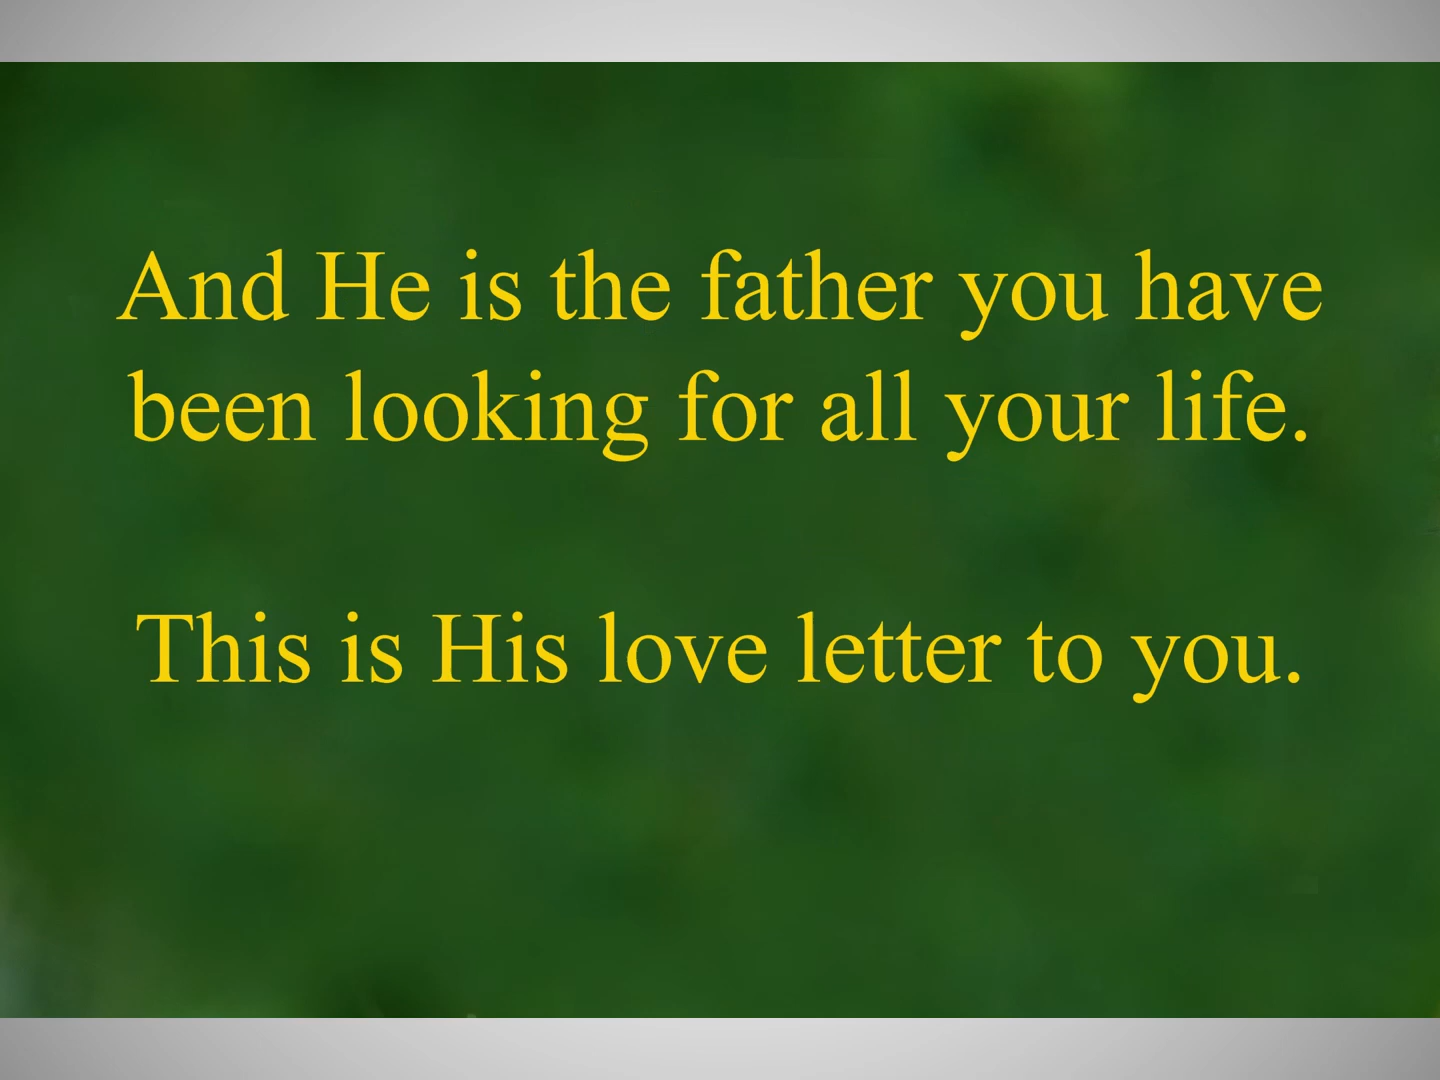 And He is the father you have
been looking for all your life.
This is His love letter to you.